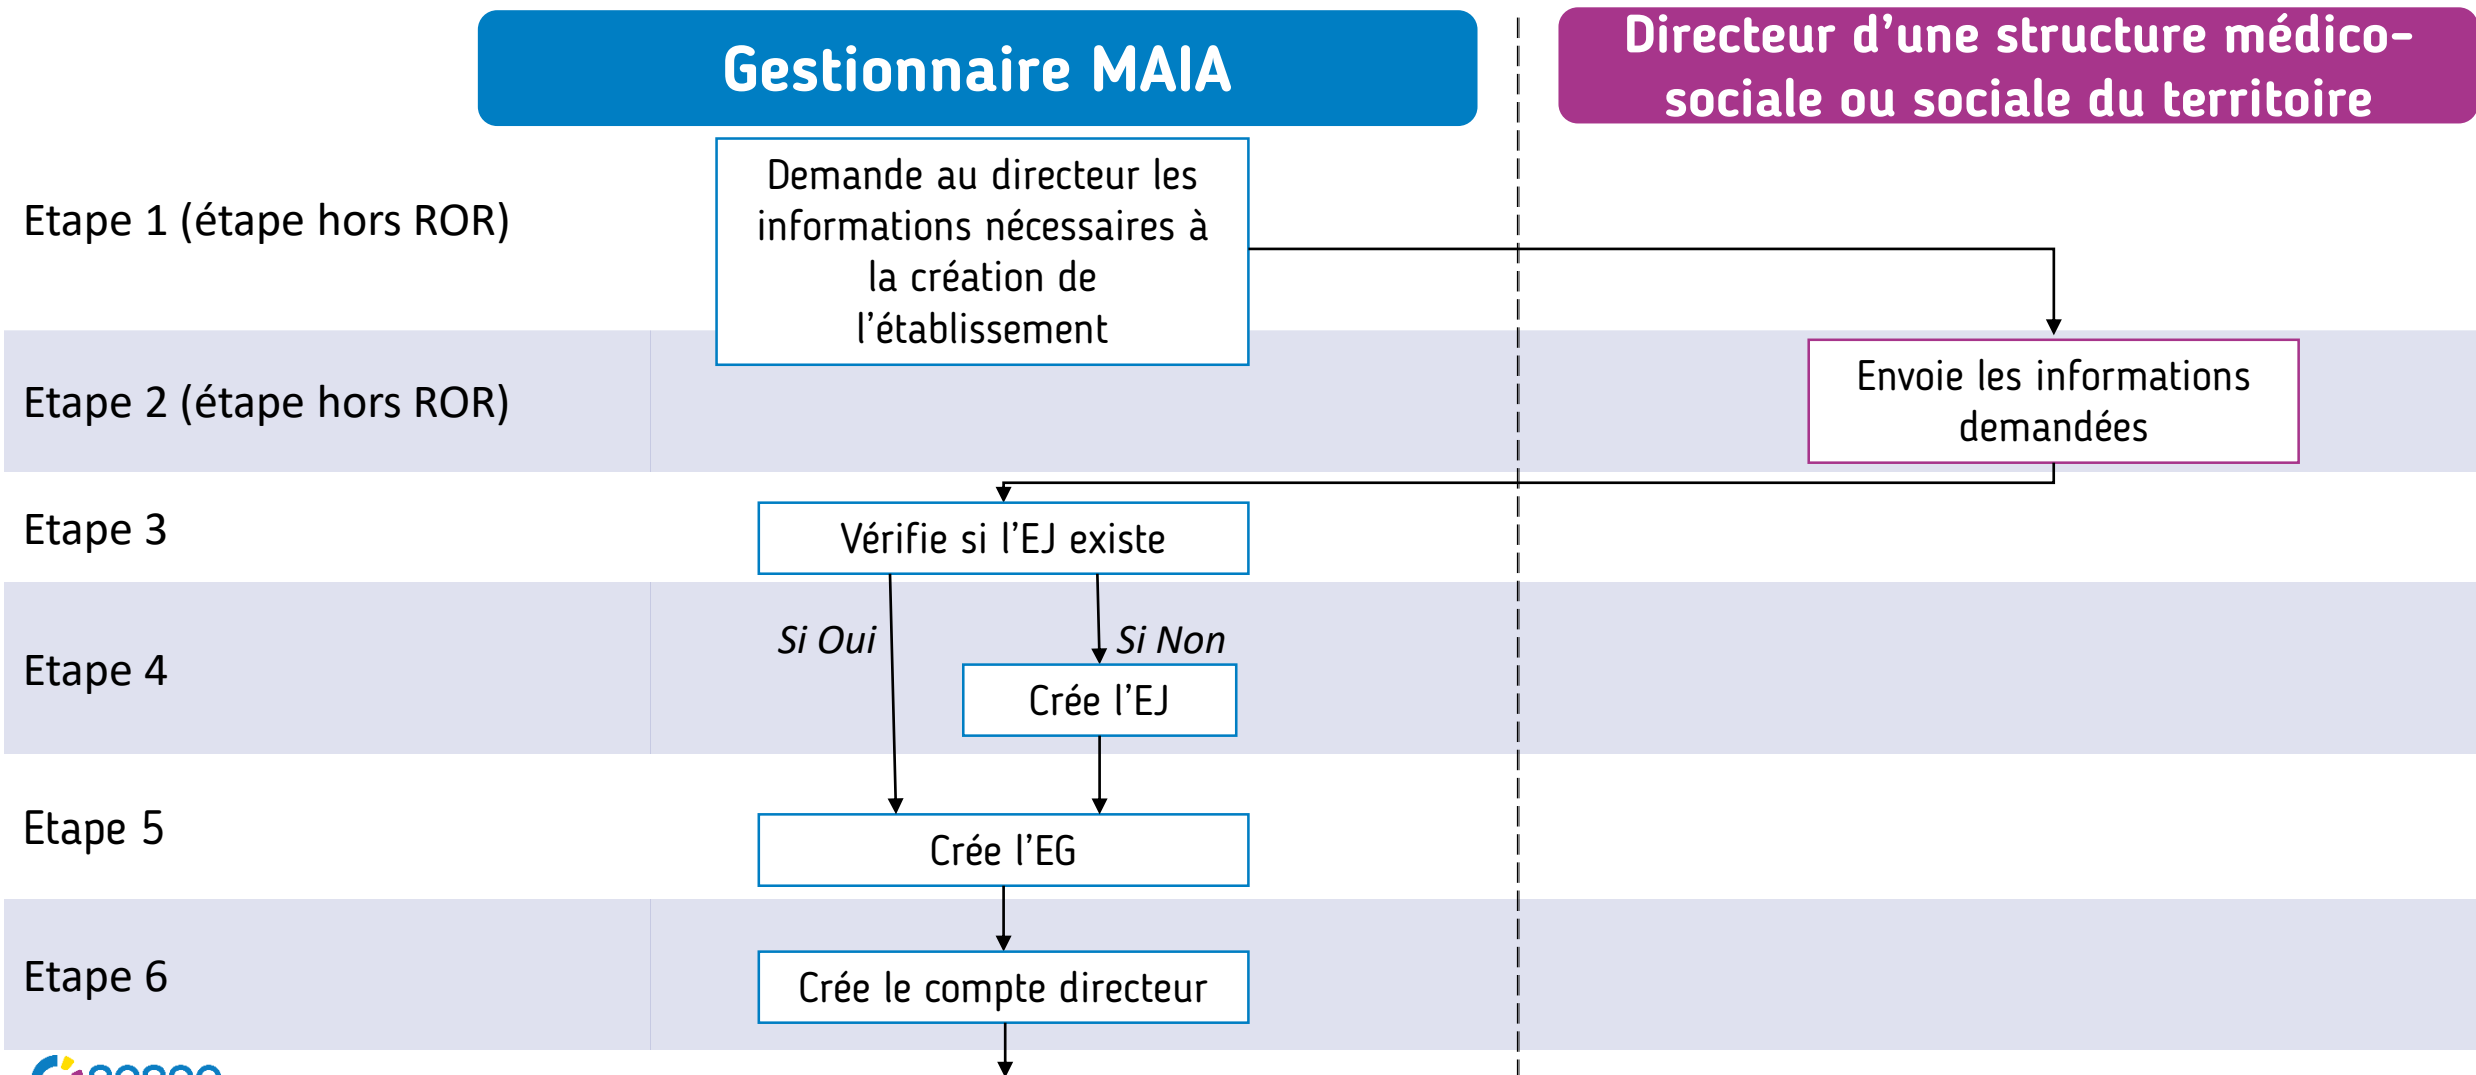 Gestionnaire MAIA
Directeur d’une structure médico-
sociale ou sociale du territoire
Etape 1 (étape hors ROR)
Demande au directeur les
informations nécessaires à
la création de
l’établissement
Etape 2 (étape hors ROR)
Envoie les informations
demandées
Etape 3
Vérifie si l’EJ existe
Etape 4
Si Oui
Si Non
Crée l’EJ
Etape 5
Crée l’EG
Etape 6
Crée le compte directeur